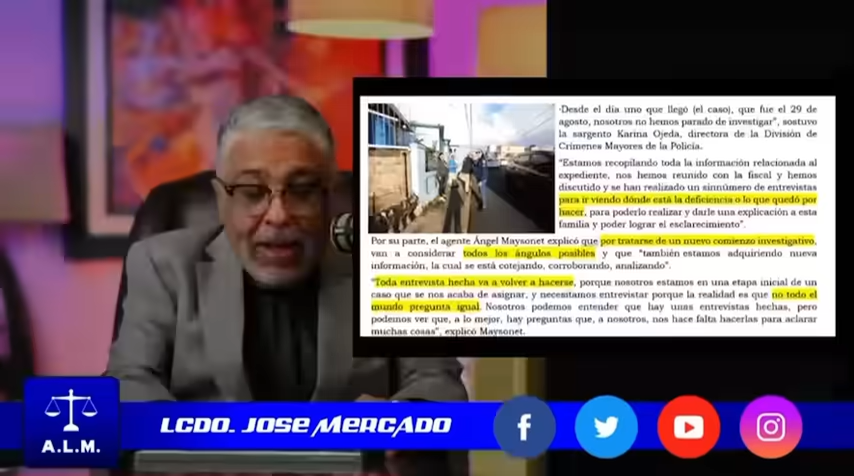 -Desde el día uno que llegó (el caso), que fue el 29 de
agosto, nosotros no hemos parado de investigar", sostuvo
la sargento Karina Ojeda, directora de la División de
Crímenes Mayores de la Policía.
"Estamos recopilando toda la información relacionada al
expediente, nos hemos reunido con la fiscal y hemos
discutido y se han realizado un sinnúmero de entrevistas
para ir viendo dónde está la deficiencia o lo que quedó por
hacer, para poderlo realizar y darle una explicación a esta
familia y poder lograr el esclarecimiento".
Por su parte, el agente Ángel Maysonet explicó que por tratarse de un nuevo comienzo investigativo,
van a considerar todos los ángulos posibles y que "también estamos adquiriendo nueva
información, la cual se está cotejando, corroborando, analizando".
"Toda entrevista hecha va a volver a hacerse, porque nosotros estamos en una etapa inicial de un
caso que se nos acaba de asignar, y necesitamos entrevistar porque la realidad es que no todo el
mundo pregunta igual. Nosotros podemos entender que hay unas entrevistas hechas, pero
podemos ver que, a lo mejor, hay preguntas que, a nosotros, nos hace falta hacerlas para aclarar
muchas cosas", explicó Maysonet.
A.L.M.
LCDO. JOSE MERCADO